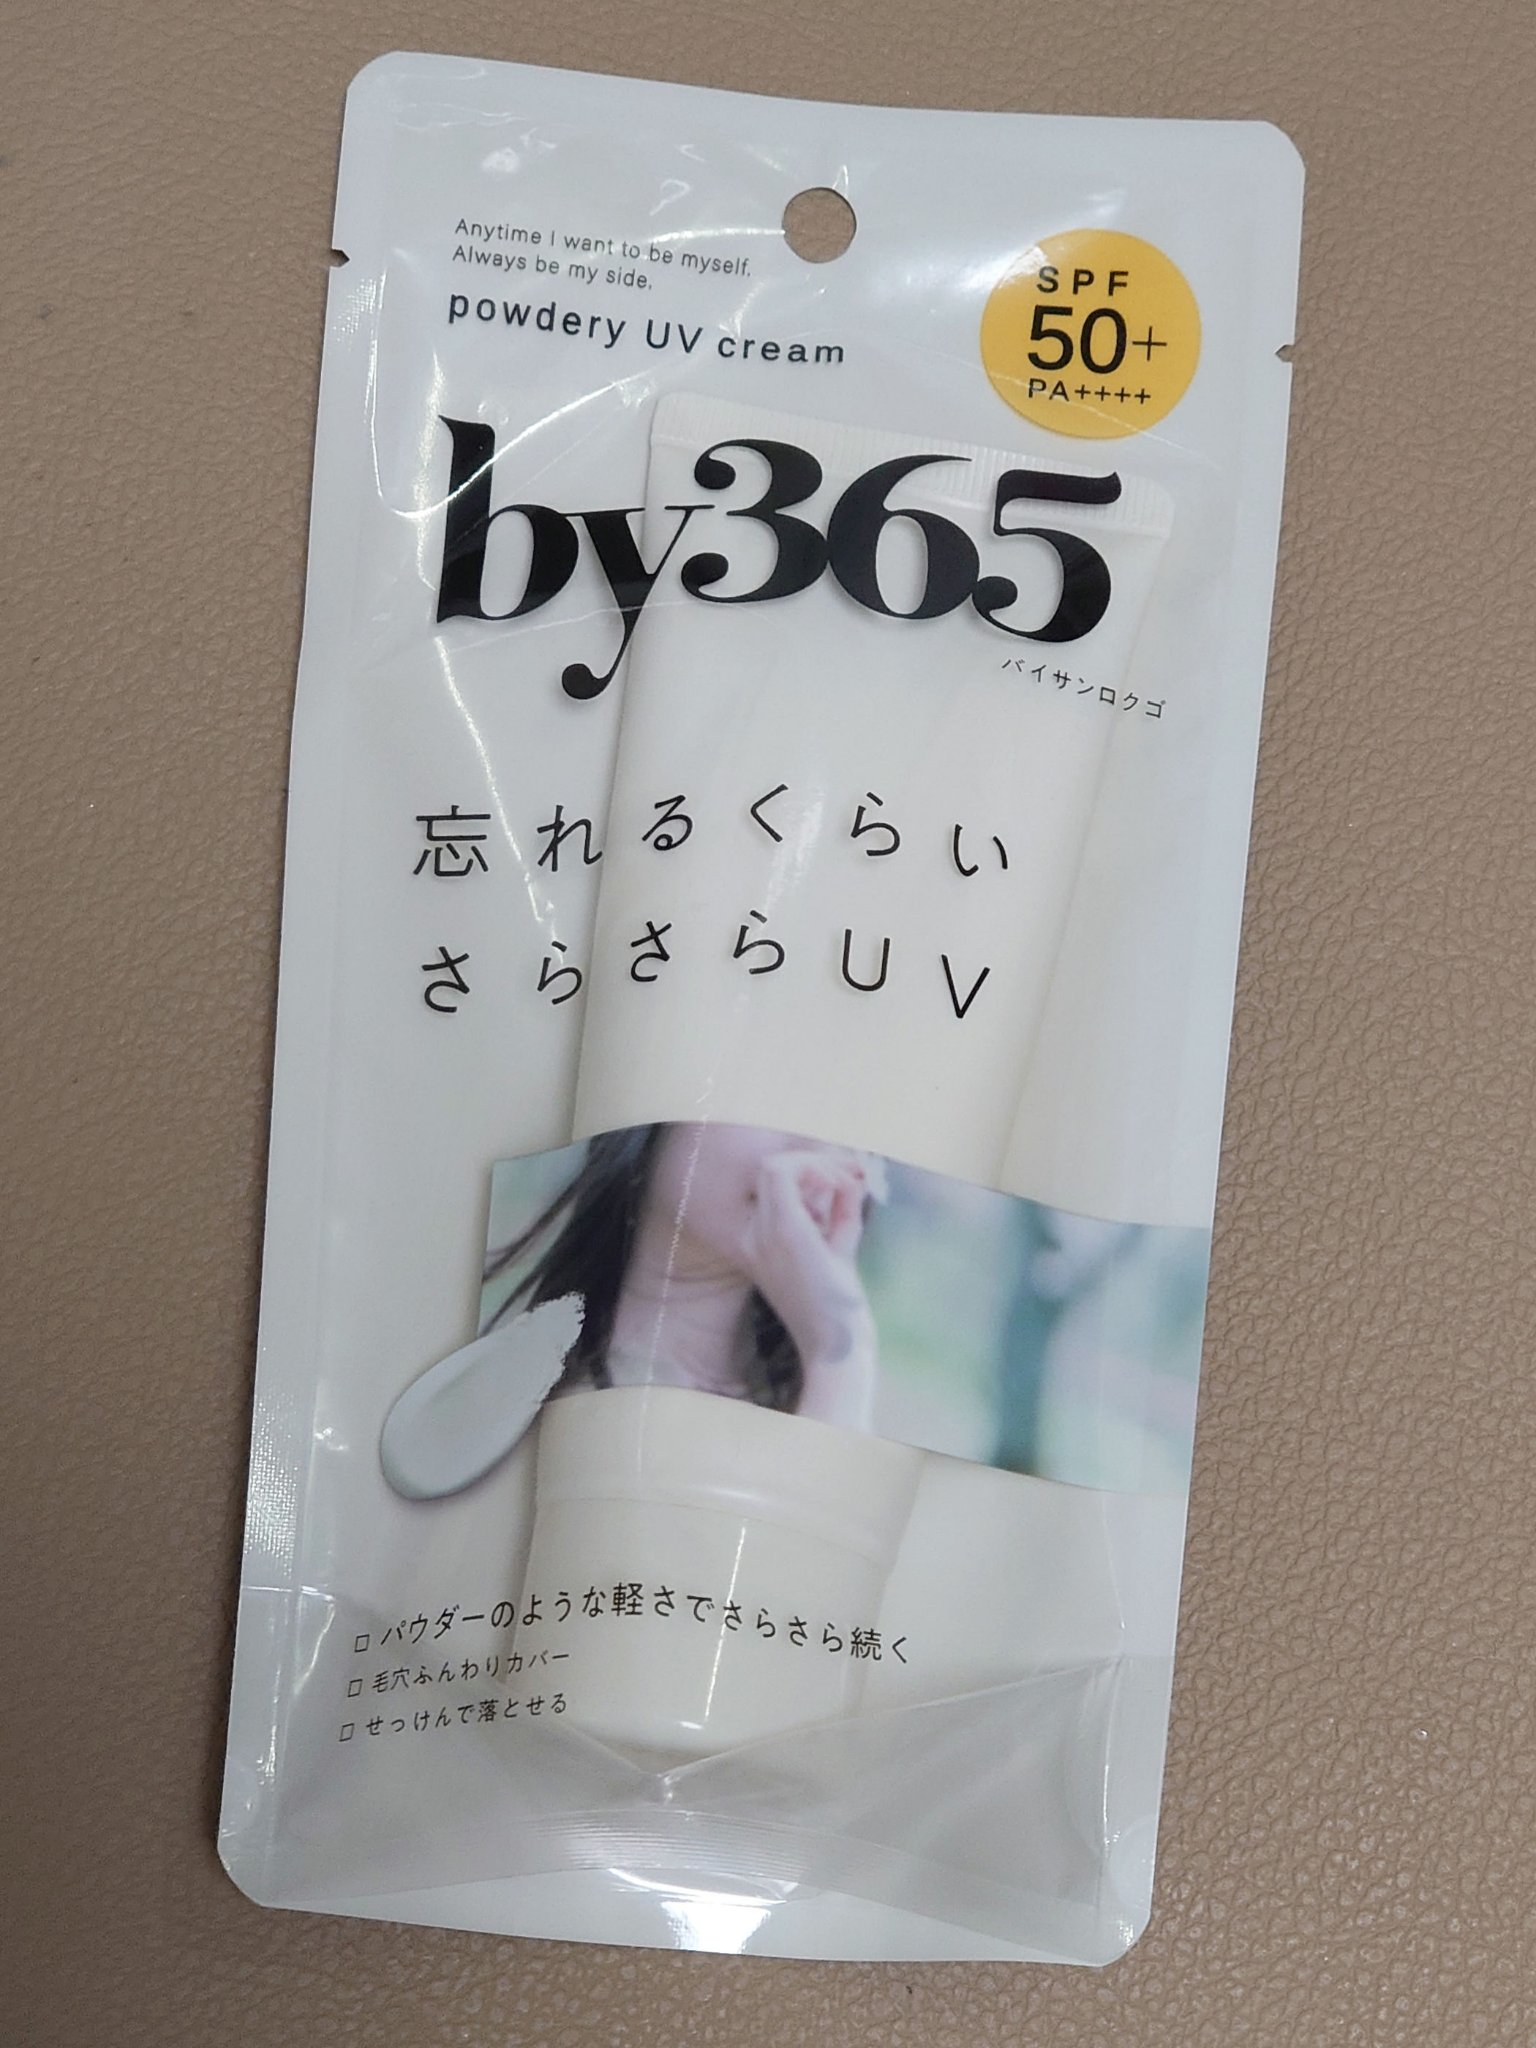 Anytime I want to be myself.
Always be my side.
powdery UV cream
SPF
50+
PA++++
by365
バイサンロクゴ
忘れるくらい
さらさらUV
□ パウダーのような軽さでさらさら続く
□ 毛穴ふんわりカバー
□ せっけんで落とせる